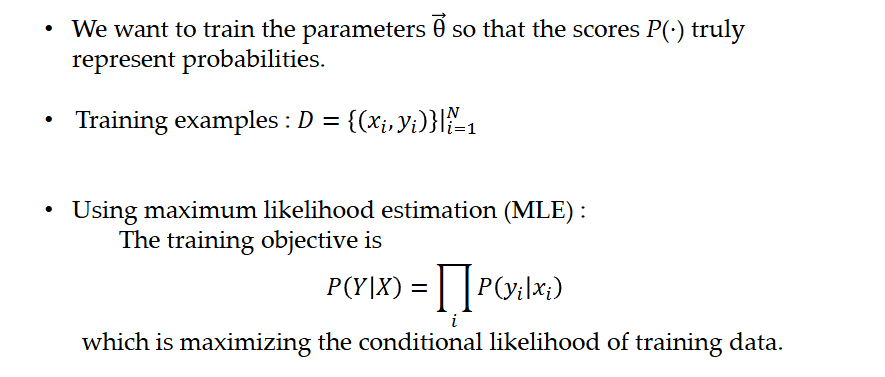 • We want to train the parameters θ⃗ so that the scores P(·) truly
represent probabilities.
• Training examples : D = {(xᵢ, yᵢ)}|ᵢ₌₁ᴺ
• Using maximum likelihood estimation (MLE) :
The training objective is
P(Y|X) = ∏ᵢ P(yᵢ|xᵢ)
which is maximizing the conditional likelihood of training data.